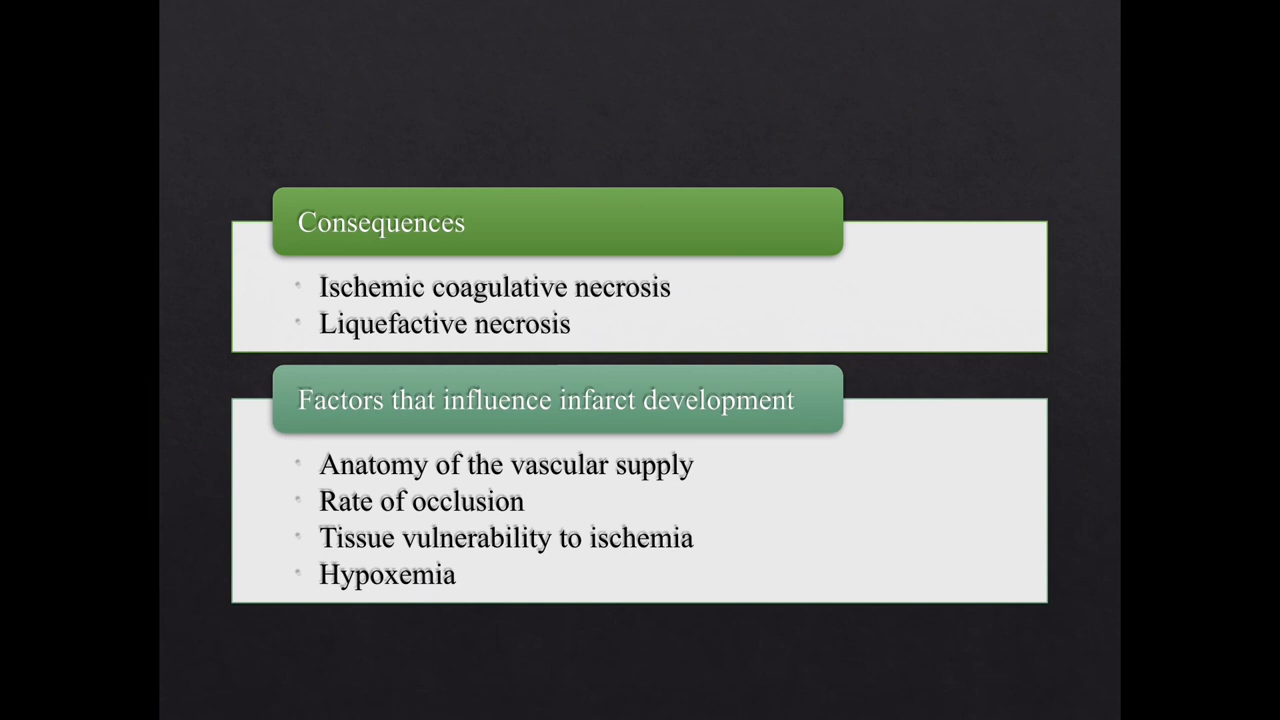 Consequences
Ischemic coagulative necrosis
Liquefactive necrosis
Factors that influence infarct development
Anatomy of the vascular supply
Rate of occlusion
Tissue vulnerability to ischemia
Hypoxemia